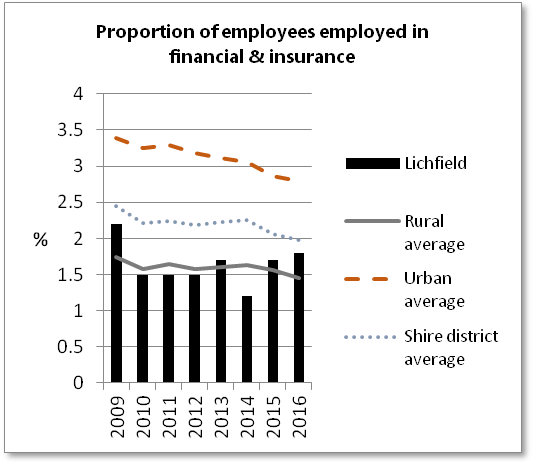 Proportion of employees employed in
financial & insurance
4
3.5
3
2.5
2
1.5
1
0.5
0
%
2009
2010
2011
2012
2013
2014
2015
2016
Lichfield
Rural
average
Urban
average
Shire district
average